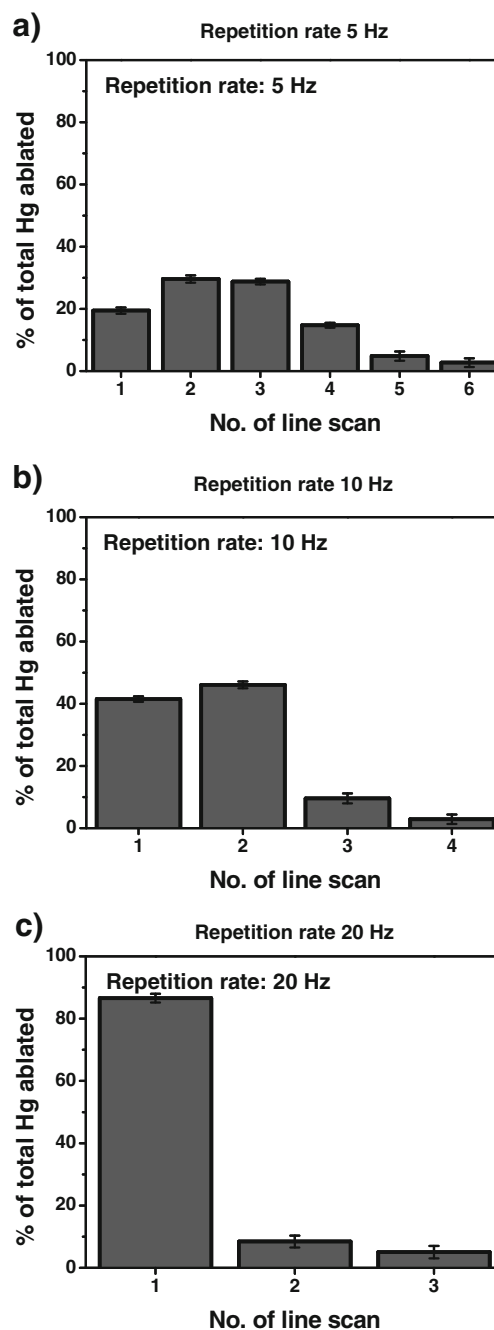 a)
Repetition rate 5 Hz
Repetition rate: 5 Hz
% of total Hg ablated
100
80
60
40
20
0
1 2 3 4 5 6
No. of line scan
b)
Repetition rate 10 Hz
Repetition rate: 10 Hz
% of total Hg ablated
100
80
60
40
20
0
1 2 3 4
No. of line scan
c)
Repetition rate 20 Hz
Repetition rate: 20 Hz
% of total Hg ablated
100
80
60
40
20
0
1 2 3
No. of line scan